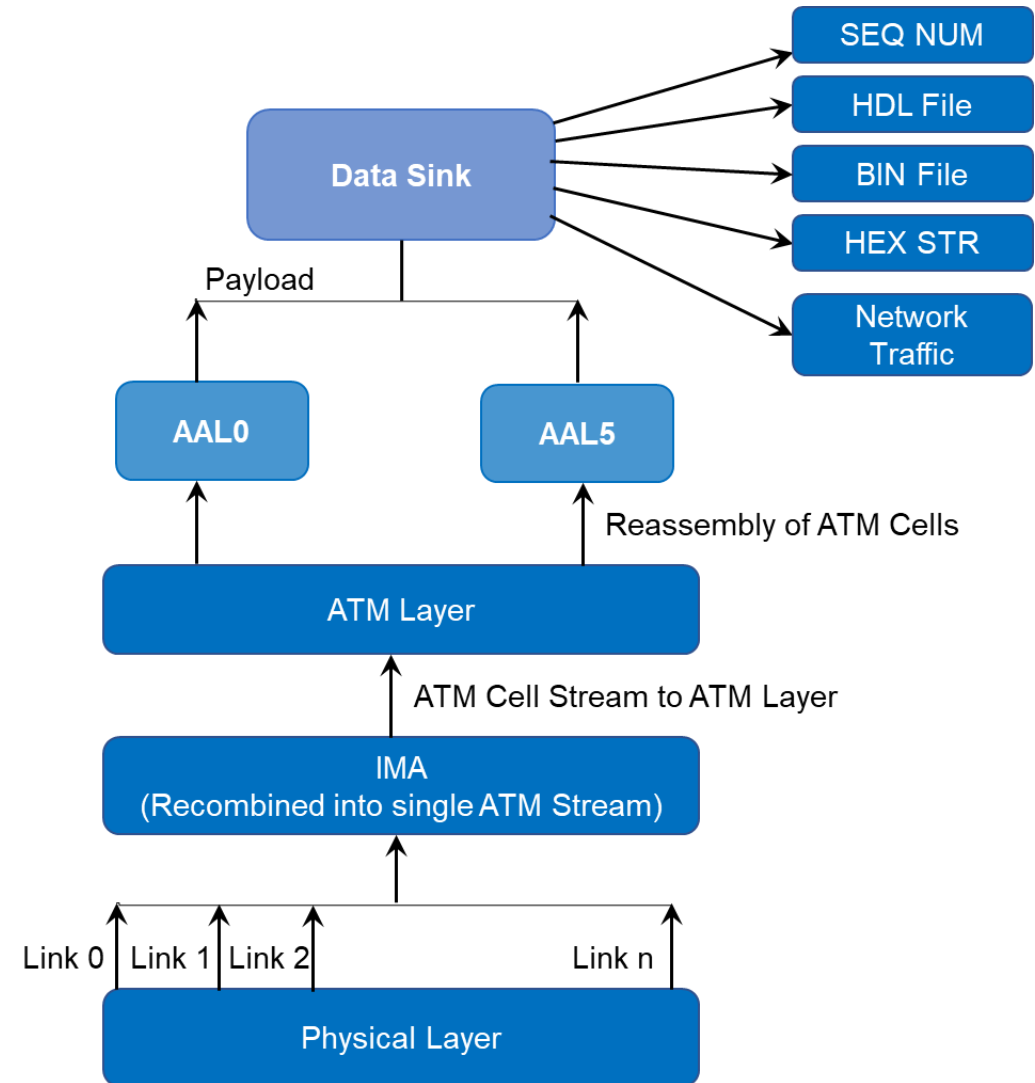 SEQ NUM
HDL File
Data Sink
BIN File
HEX STR
Payload
Network
Traffic
AAL0
AAL5
Reassembly of ATM Cells
ATM Layer
ATM Cell Stream to ATM Layer
IMA
(Recombined into single ATM Stream)
Link 0 Link 1 Link 2 Link n
Physical Layer